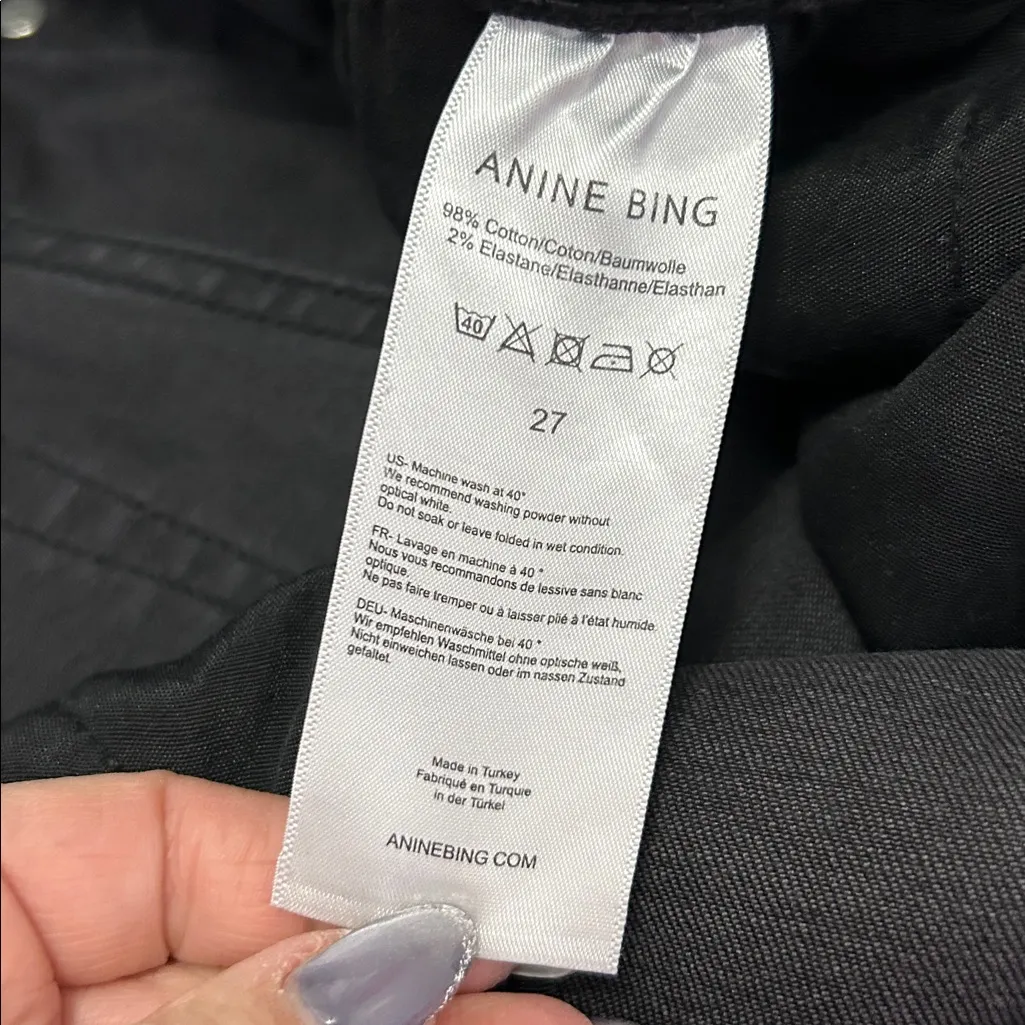 ANINE BING
98% Cotton/Coton/Baumwolle
2% Elastane/Elasthanne/Elasthan
40
27
US- Machine wash at 40°
We recommend washing powder without
optical white.
Do not soak or leave folded in wet condition.
FR- Lavage en machine à 40 °
Nous vous recommandons de lessive sans blanc
optique.
Ne pas faire tremper ou à laisser plié à l'état humide.
DEU- Maschinenwäsche bei 40 °
Wir empfehlen Waschmittel ohne optische weiß,
Nicht einweichen lassen oder im nassen Zustand
gefaltet.
Made in Turkey
Fabriqué en Turquie
in der Türkei
ANINEBING COM